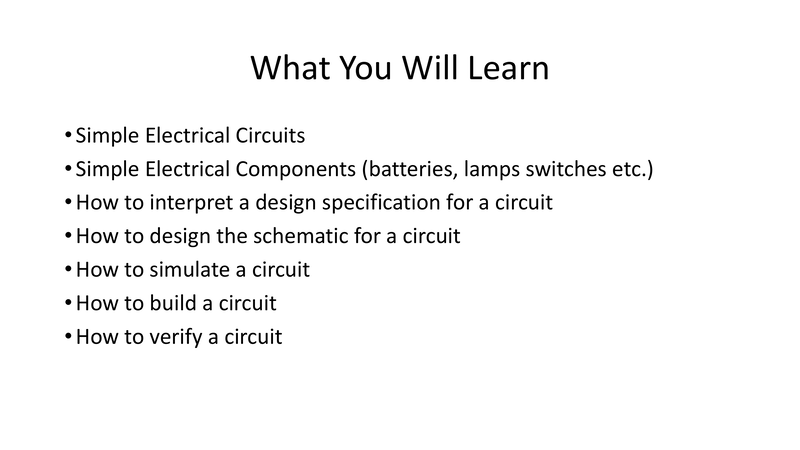 What You Will Learn
• Simple Electrical Circuits
• Simple Electrical Components (batteries, lamps switches etc.)
• How to interpret a design specification for a circuit
• How to design the schematic for a circuit
• How to simulate a circuit
• How to build a circuit
• How to verify a circuit